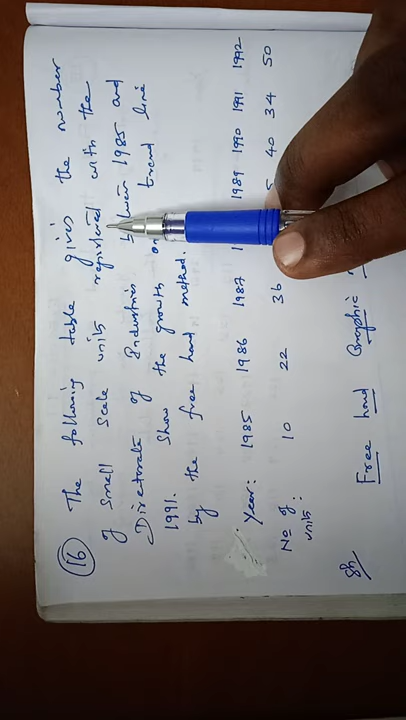 16 The following table gives the number
of Small Scale units registered with the
Directorate of Industries between 1985 and
1991. Show the growth trend line
by the free hand method.
Year: 1985 1986 1987 1989 1990 1991 1992
No of units: 10 22 36 40 34 50
Sol/ Free hand Graphic